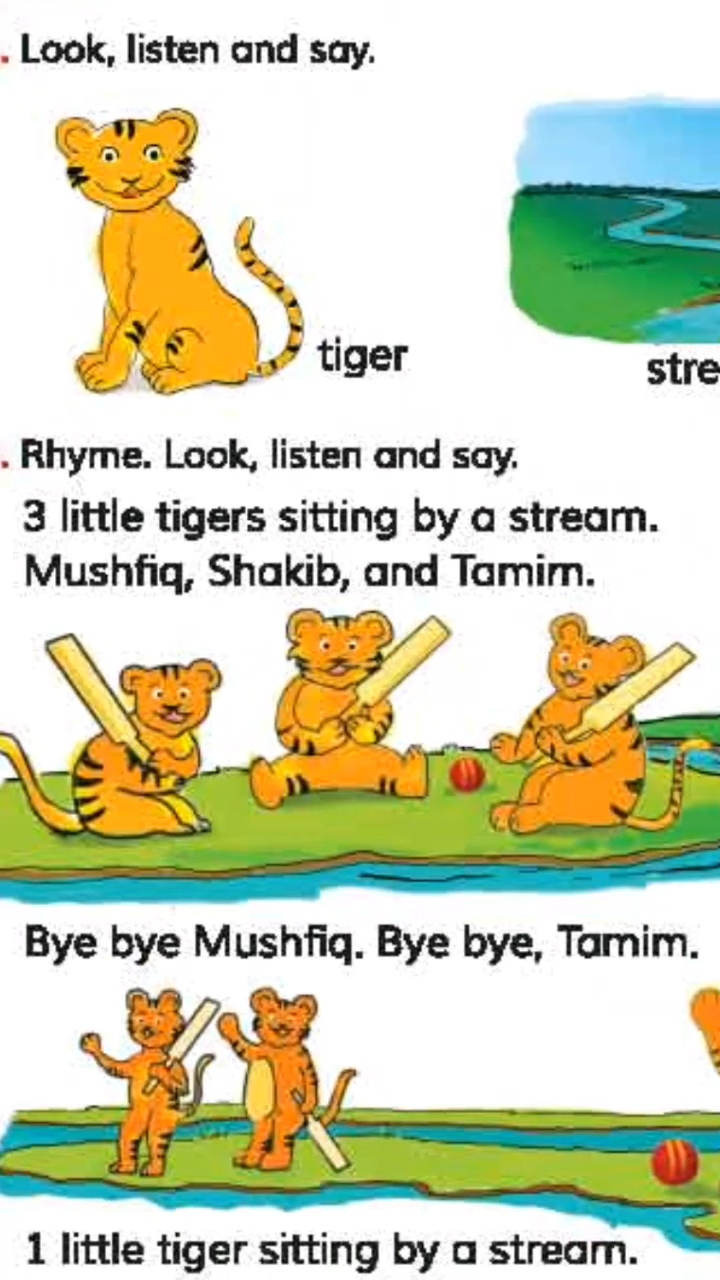 . Look, listen and say.
tiger
stre
. Rhyme. Look, listen and say.
3 little tigers sitting by a stream.
Mushfiq, Shakib, and Tamim.
Bye bye Mushfiq. Bye bye, Tamim.
1 little tiger sitting by a stream.